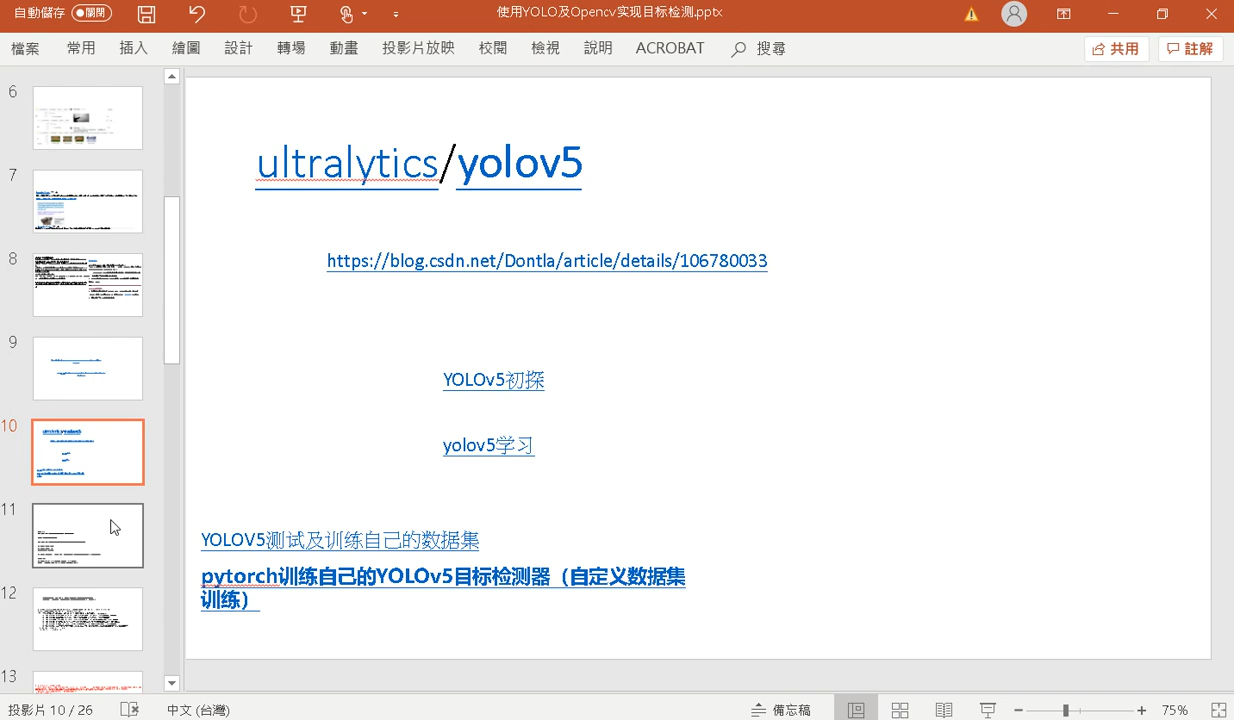 自動儲存 關閉
使用YOLO及Opencv实现目标检测.pptx
檔案 常用 插入 繪圖 設計 轉場 動畫 投影片放映 校閱 檢視 說明 ACROBAT 搜尋 共用 註解
6
7
8
9
10
11
12
13
ultralytics/yolov5
https://blog.csdn.net/Dontla/article/details/106780033
YOLOv5初探
yolov5学习
YOLOV5测试及训练自己的数据集
pytorch训练自己的YOLOv5目标检测器（自定义数据集
训练）
投影片 10 / 26 中文 (台灣) 備忘稿 75%